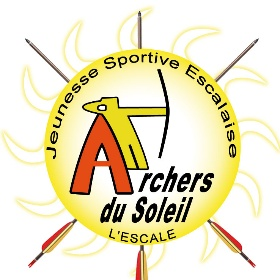 Jeunesse Sportive Escalaise
Archers
du Soleil
L'ESCALE